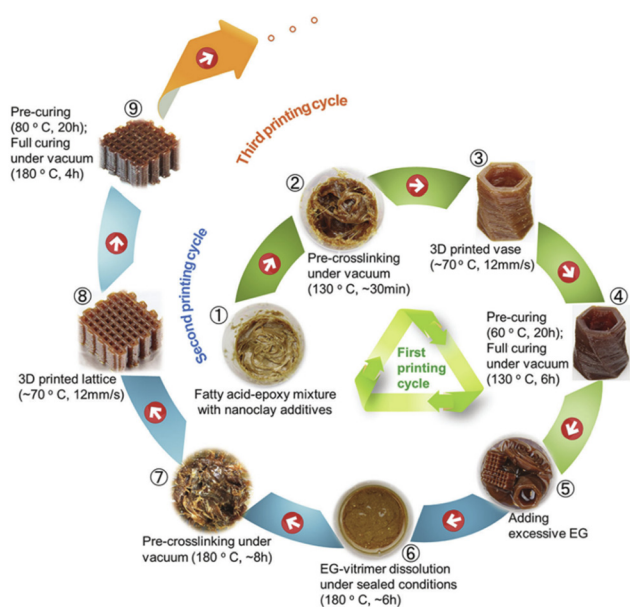 ①
Fatty acid-epoxy mixture
with nanoclay additives
②
Pre-crosslinking
under vacuum
(130 °C, ~30min)
③
3D printed vase
(~70 °C, 12mm/s)
④
Pre-curing
(60 °C, 20h);
Full curing
under vacuum
(130 °C, 6h)
First
printing
cycle
⑤
Adding
excessive EG
⑥
EG-vitrimer dissolution
under sealed conditions
(180 °C, ~6h)
⑦
Pre-crosslinking under
vacuum (180 °C, ~8h)
⑧
3D printed lattice
(~70 °C, 12mm/s)
Second printing cycle
⑨
Pre-curing
(80 °C, 20h);
Full curing
under vacuum
(180 °C, 4h)
Third printing cycle